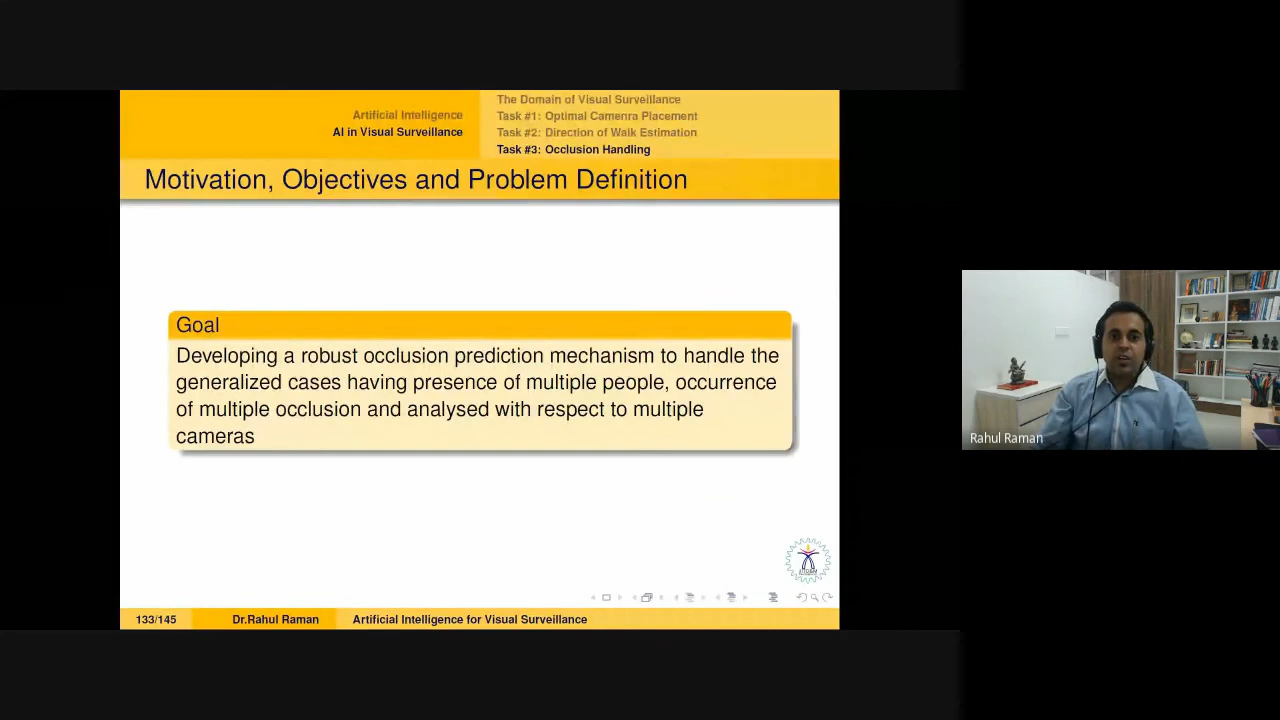 Artificial Intelligence
AI in Visual Surveillance
The Domain of Visual Surveillance
Task #1: Optimal Camenra Placement
Task #2: Direction of Walk Estimation
Task #3: Occlusion Handling
Motivation, Objectives and Problem Definition
Goal
Developing a robust occlusion prediction mechanism to handle the
generalized cases having presence of multiple people, occurrence
of multiple occlusion and analysed with respect to multiple
cameras
133/145
Dr.Rahul Raman
Artificial Intelligence for Visual Surveillance
Rahul Raman